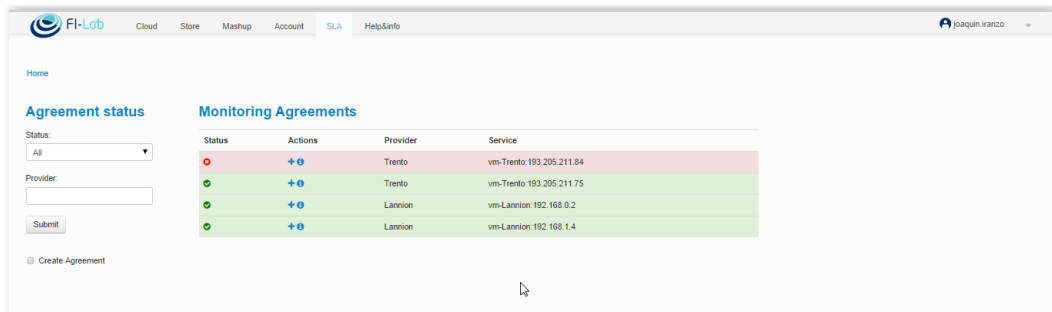 FI-Lab Cloud Store Mashup Account SLA Help&info joaquin.iranzo
Home
Agreement status
Status:
All
Provider:
Submit
Create Agreement
Monitoring Agreements
Status Actions Provider Service
Trento vm-Trento:193.205.211.84
Trento vm-Trento:193.205.211.75
Lannion vm-Lannion:192.168.0.2
Lannion vm-Lannion:192.168.1.4